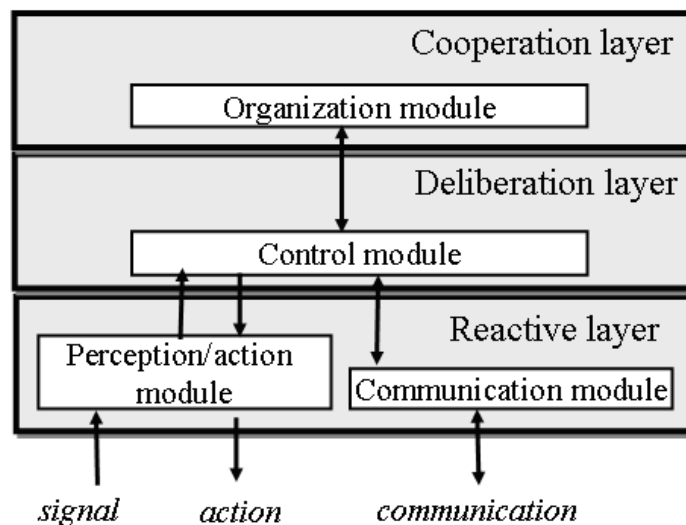 Cooperation layer
Organization module
Deliberation layer
Control module
Reactive layer
Perception/action
module
Communication module
signal
action
communication